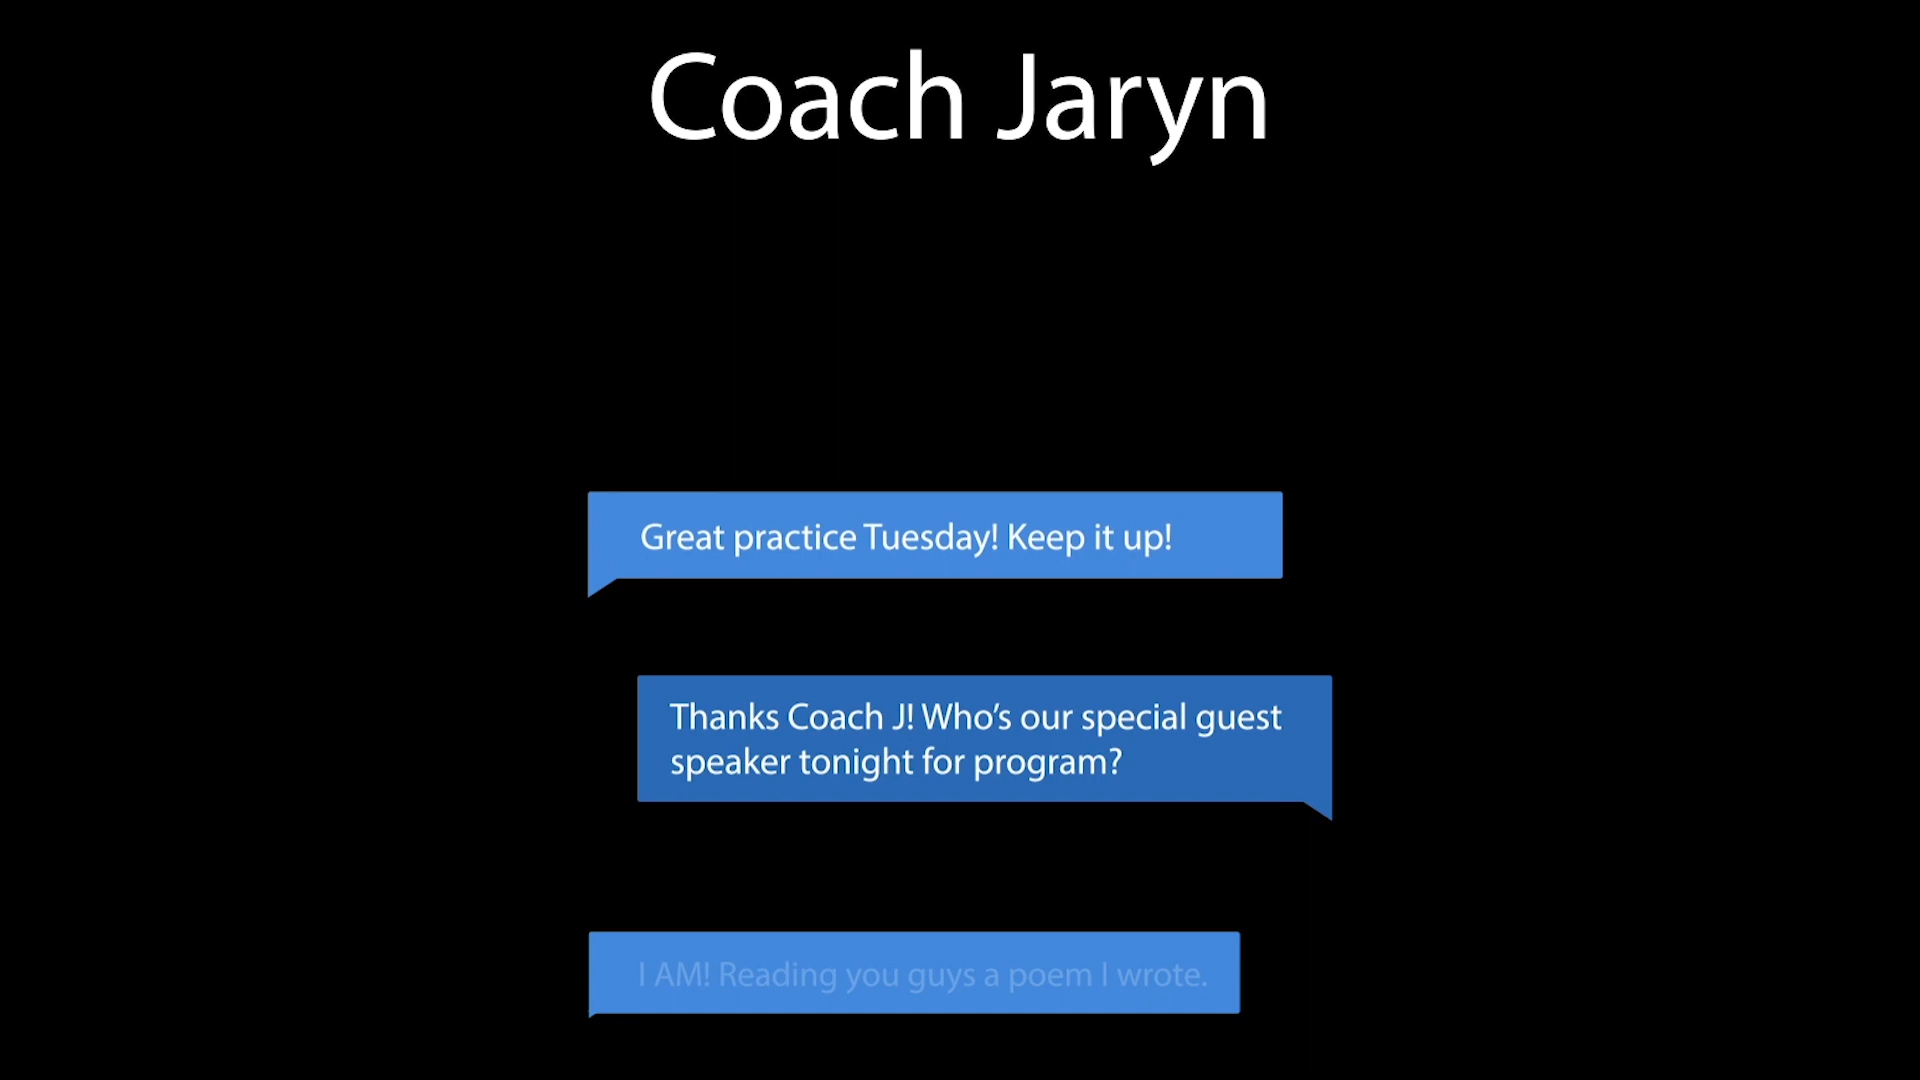 Coach Jaryn
Great practice Tuesday! Keep it up!
Thanks Coach J! Who’s our special guest
speaker tonight for program?
I AM! Reading you guys a poem I wrote.